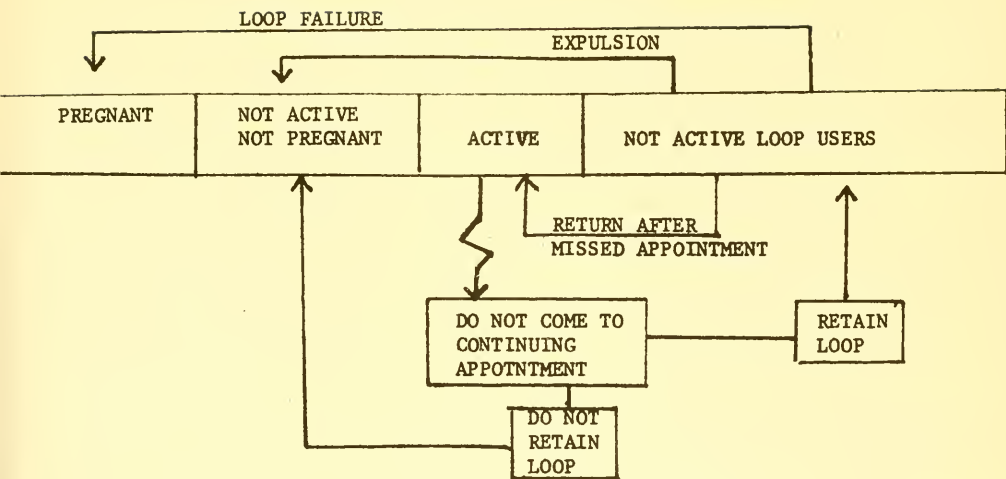 LOOP FAILURE
EXPULSION
PREGNANT
NOT ACTIVE
NOT PREGNANT
ACTIVE
NOT ACTIVE LOOP USERS
RETURN AFTER
MISSED APPOINTMENT
DO NOT COME TO
CONTINUING
APPOTNTMENT
RETAIN
LOOP
DO NOT
RETAIN
LOOP